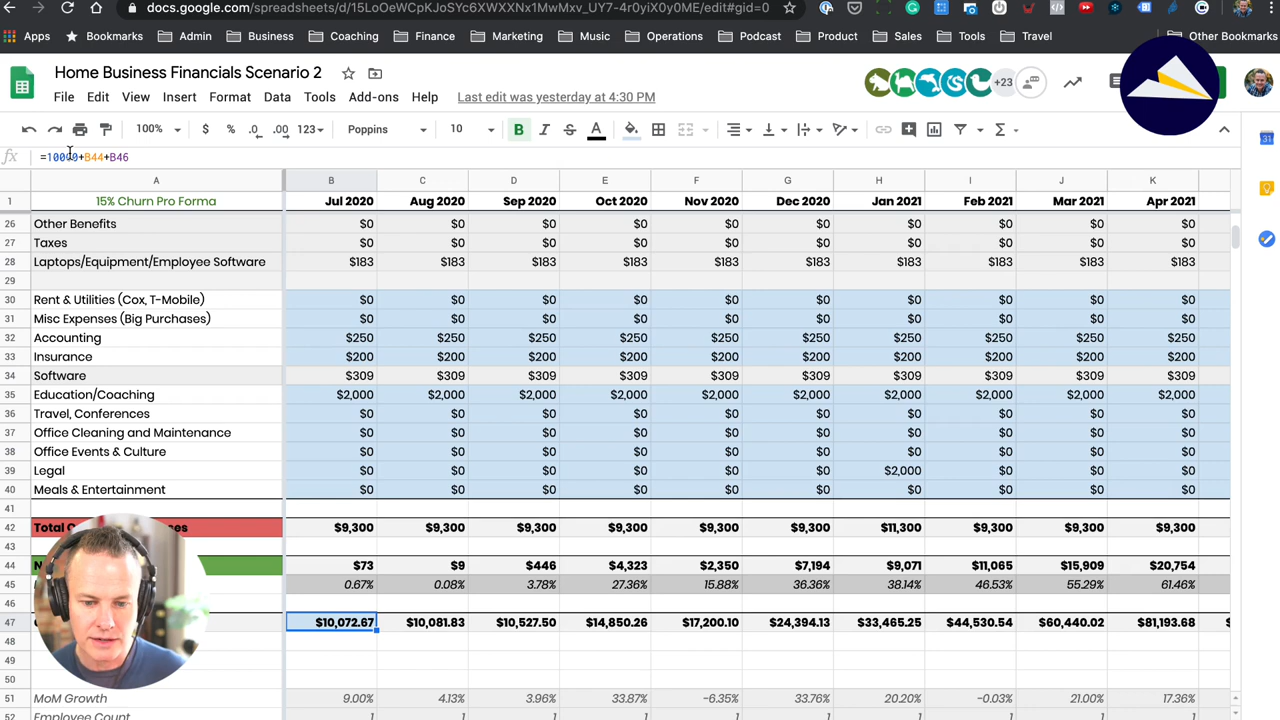 docs.google.com/spreadsheets/d/15LoOeWCpKJoSYc6XWXXNx1MwMxv_UY7-4r0yiX0y0ME/edit#gid=0
Apps Bookmarks Admin Business Coaching Finance Marketing Music Operations Podcast Product Sales Tools Travel Other Bookmarks
Home Business Financials Scenario 2
+23
File Edit View Insert Format Data Tools Add-ons Help Last edit was yesterday at 4:30 PM
100% $ % .0 .00 123 Poppins 10 B I S A
fx =10000+B44+B46
A B C D E F G H I J K
1 15% Churn Pro Forma Jul 2020 Aug 2020 Sep 2020 Oct 2020 Nov 2020 Dec 2020 Jan 2021 Feb 2021 Mar 2021 Apr 2021
26 Other Benefits $0 $0 $0 $0 $0 $0 $0 $0 $0 $0
27 Taxes $0 $0 $0 $0 $0 $0 $0 $0 $0 $0
28 Laptops/Equipment/Employee Software $183 $183 $183 $183 $183 $183 $183 $183 $183 $183
29
30 Rent & Utilities (Cox, T-Mobile) $0 $0 $0 $0 $0 $0 $0 $0 $0 $0
31 Misc Expenses (Big Purchases) $0 $0 $0 $0 $0 $0 $0 $0 $0 $0
32 Accounting $250 $250 $250 $250 $250 $250 $250 $250 $250 $250
33 Insurance $200 $200 $200 $200 $200 $200 $200 $200 $200 $200
34 Software $309 $309 $309 $309 $309 $309 $309 $309 $309 $309
35 Education/Coaching $2,000 $2,000 $2,000 $2,000 $2,000 $2,000 $2,000 $2,000 $2,000 $2,000
36 Travel, Conferences $0 $0 $0 $0 $0 $0 $0 $0 $0 $0
37 Office Cleaning and Maintenance $0 $0 $0 $0 $0 $0 $0 $0 $0 $0
38 Office Events & Culture $0 $0 $0 $0 $0 $0 $0 $0 $0 $0
39 Legal $0 $0 $0 $0 $0 $0 $2,000 $0 $0 $0
40 Meals & Entertainment $0 $0 $0 $0 $0 $0 $0 $0 $0 $0
41
42 Total $9,300 $9,300 $9,300 $9,300 $9,300 $9,300 $11,300 $9,300 $9,300 $9,300
43
44 $73 $9 $446 $4,323 $2,350 $7,194 $9,071 $11,065 $15,909 $20,754
45 0.67% 0.08% 3.78% 27.36% 15.88% 36.36% 38.14% 46.53% 55.29% 61.46%
46
47 $10,072.67 $10,081.83 $10,527.50 $14,850.26 $17,200.10 $24,394.13 $33,465.25 $44,530.54 $60,440.02 $81,193.68
48
49
50
51 MoM Growth 9.00% 4.13% 3.96% 33.87% -6.35% 33.76% 20.20% -0.03% 21.00% 17.36%
52 Employee Count 1 1 1 1 1 1 1 1 1 1